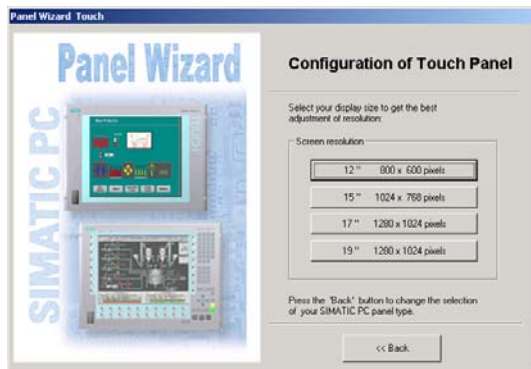 Panel Wizard Touch
Panel Wizard
SIMATIC PC
Configuration of Touch Panel
Select your display size to get the best
adjustment of resolution:
Screen resolution
12 " 800 x 600 pixels
15 " 1024 x 768 pixels
17 " 1280 x 1024 pixels
19 " 1280 x 1024 pixels
Press the "Back" button to change the selection
of your SIMATIC PC panel type.
<< Back